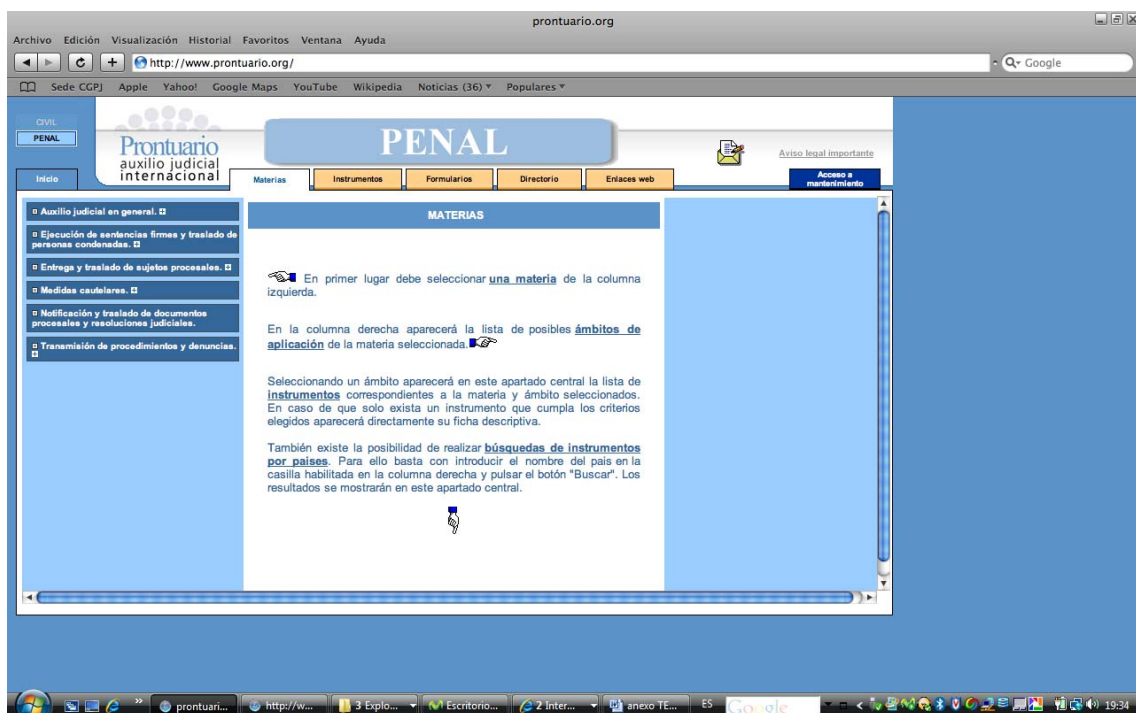 prontuario.org
Archivo Edición Visualización Historial Favoritos Ventana Ayuda
http://www.prontuario.org/
Google
Sede CGPJ Apple Yahoo! Google Maps YouTube Wikipedia Noticias (36) Populares
CIVIL
PENAL
Prontuario
auxilio judicial
internacional
PENAL
Aviso legal importante
Inicio
Materias
Instrumentos
Formularios
Directorio
Enlaces web
Acceso a
mantenimiento
Auxilio judicial en general.
Ejecución de sentencias firmes y traslado de
personas condenadas.
Entrega y traslado de sujetos procesales.
Medidas cautelares.
Notificación y traslado de documentos
procesales y resoluciones judiciales.
Transmisión de procedimientos y denuncias.
MATERIAS
En primer lugar debe seleccionar una materia de la columna
izquierda.
En la columna derecha aparecerá la lista de posibles ámbitos de
aplicación de la materia seleccionada.
Seleccionando un ámbito aparecerá en este apartado central la lista de
instrumentos correspondientes a la materia y ámbito seleccionados.
En caso de que solo exista un instrumento que cumpla los criterios
elegidos aparecerá directamente su ficha descriptiva.
También existe la posibilidad de realizar búsquedas de instrumentos
por paises. Para ello basta con introducir el nombre del pais en la
casilla habilitada en la columna derecha y pulsar el botón "Buscar". Los
resultados se mostrarán en este apartado central.
prontuari... http://w... 3 Explo... Escritorio... 2 Inter... anexo TE... ES Google 19:34